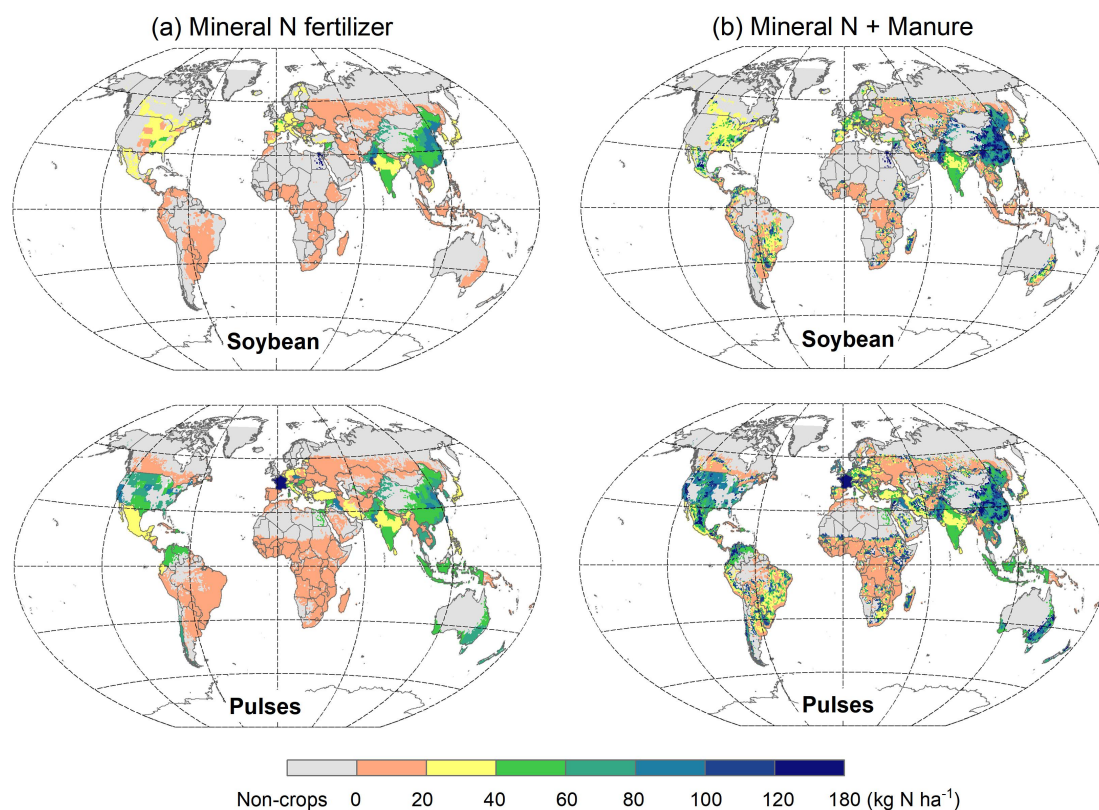 (a) Mineral N fertilizer
(b) Mineral N + Manure
Soybean
Soybean
Pulses
Pulses
Non-crops 0 20 40 60 80 100 120 180 (kg N ha⁻¹)